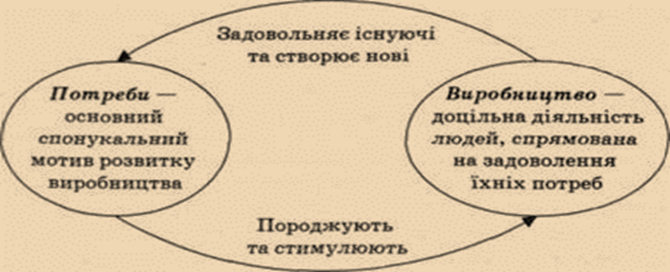 Задовольняє існуючі
та створює нові
Потреби —
основний
спонукальний
мотив розвитку
виробництва
Виробництво —
доцільна діяльність
людей, спрямована
на задоволення
їхніх потреб
Породжують
та стимулюють